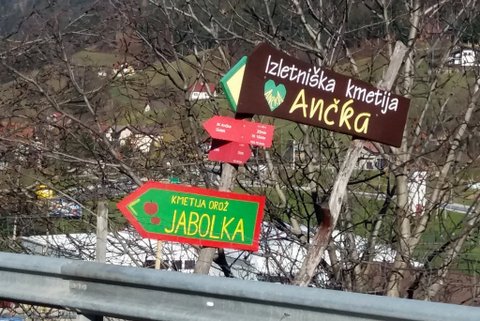 Izletniška kmetija
Ančka
KMETIJA OROŽ
JABOLKA